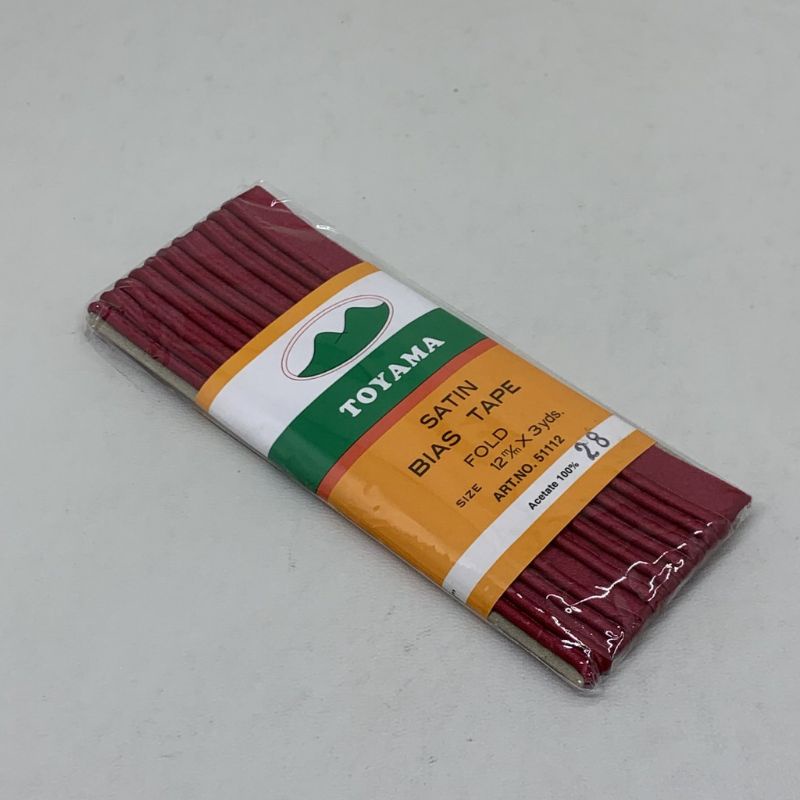 TOYAMA
SATIN
BIAS TAPE
FOLD
SIZE 12m/m X 3yds.
ART.NO. 51112
Acetate 100% 28